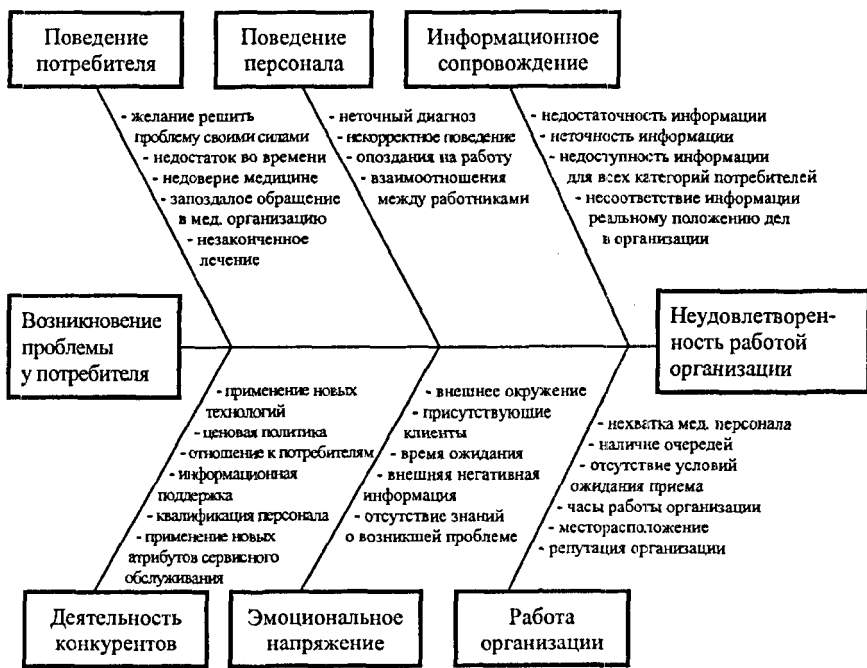 Поведение
потребителя
Поведение
персонала
Информационное
сопровождение
- желание решить
проблему своими силами
- недостаток во времени
- недоверие медицине
- запоздалое обращение
в мед. организацию
- незаконченное
лечение
- неточный диагноз
- некорректное поведение
- опоздания на работу
- взаимоотношения
между работниками
- недостаточность информации
- неточность информации
- недоступность информации
для всех категорий потребителей
- несоответствие информации
реальному положению дел
в организации
Возникновение
проблемы
у потребителя
Неудовлетворен-
ность работой
организации
- применение новых
технологий
- ценовая политика
- отношение к потребителям
- информационная
поддержка
- квалификация персонала
- применение новых
атрибутов сервисного
обслуживания
- внешнее окружение
- присутствующие
клиенты
- время ожидания
- внешняя негативная
информация
- отсутствие знаний
о возникшей проблеме
- нехватка мед. персонала
- наличие очередей
- отсутствие условий
ожидания приема
- часы работы организации
- месторасположение
- репутация организации
Деятельность
конкурентов
Эмоциональное
напряжение
Работа
организации